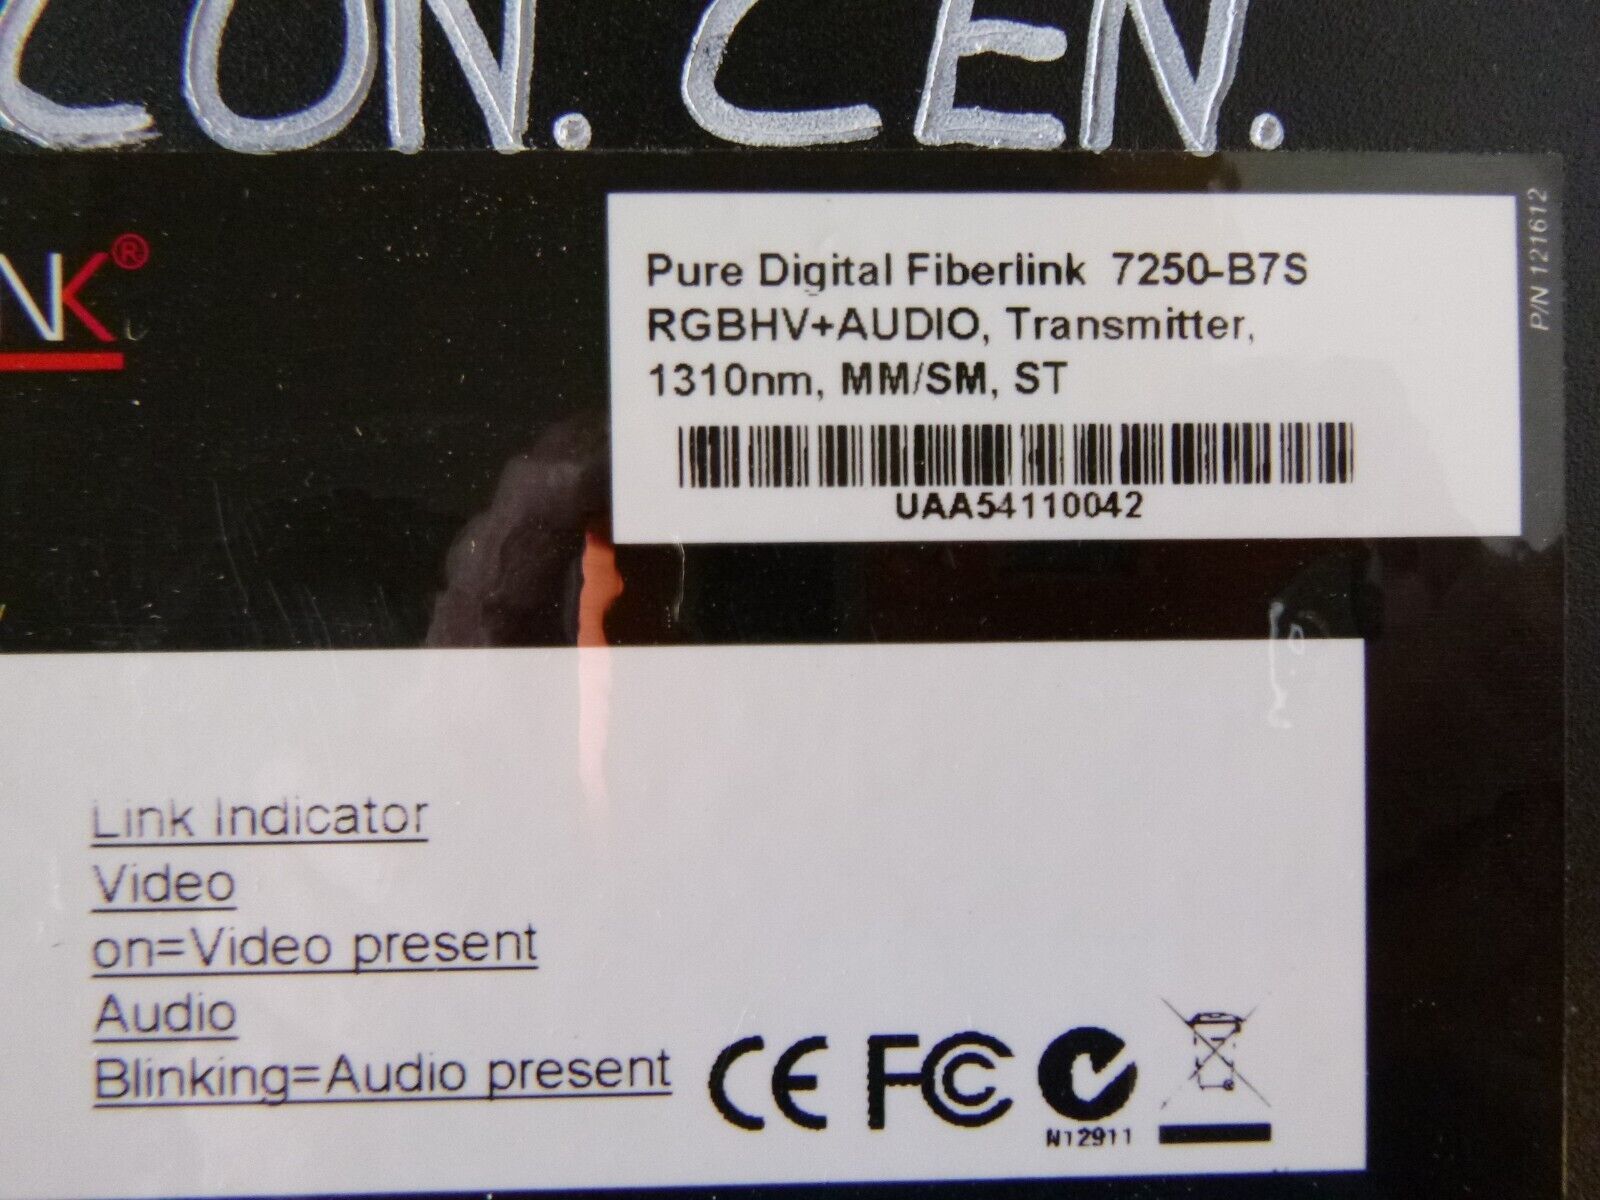 CON. CEN.
NK®
P/N 121612
Pure Digital Fiberlink 7250-B7S
RGBHV+AUDIO, Transmitter,
1310nm, MM/SM, ST
UAA54110042
Link Indicator
Video
on=Video present
Audio
Blinking=Audio present
CE FC
N12911